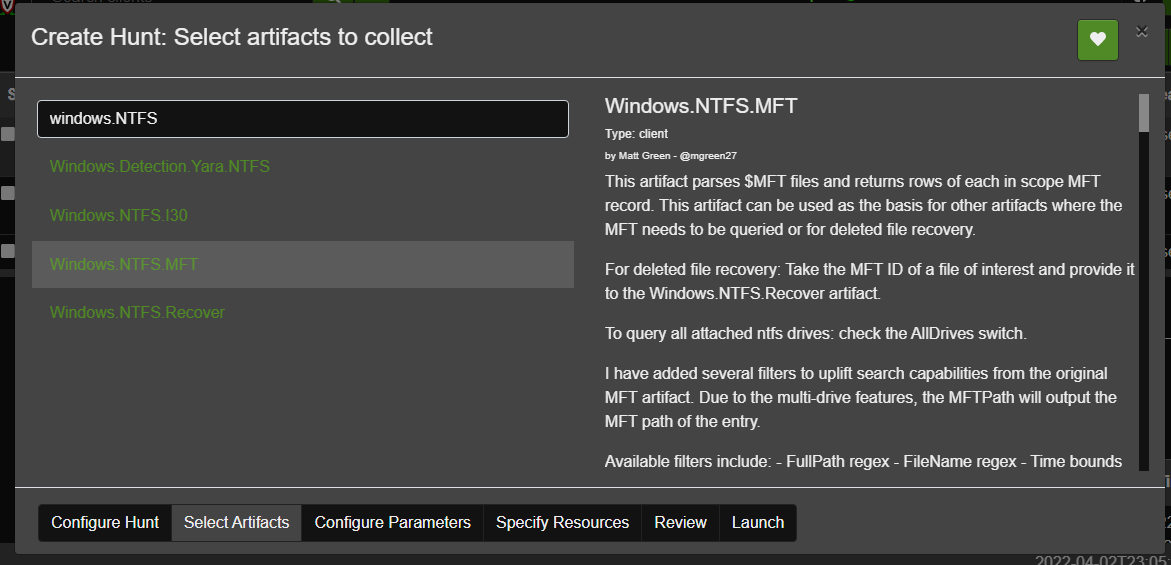 Search clients
Create Hunt: Select artifacts to collect
×
windows.NTFS
Windows.Detection.Yara.NTFS
Windows.NTFS.I30
Windows.NTFS.MFT
Windows.NTFS.Recover
Windows.NTFS.MFT
Type: client
by Matt Green - @mgreen27
This artifact parses $MFT files and returns rows of each in scope MFT
record. This artifact can be used as the basis for other artifacts where the
MFT needs to be queried or for deleted file recovery.
For deleted file recovery: Take the MFT ID of a file of interest and provide it
to the Windows.NTFS.Recover artifact.
To query all attached ntfs drives: check the AllDrives switch.
I have added several filters to uplift search capabilities from the original
MFT artifact. Due to the multi-drive features, the MFTPath will output the
MFT path of the entry.
Available filters include: - FullPath regex - FileName regex - Time bounds
Configure Hunt Select Artifacts Configure Parameters Specify Resources Review Launch
2022-04-02T23:05: